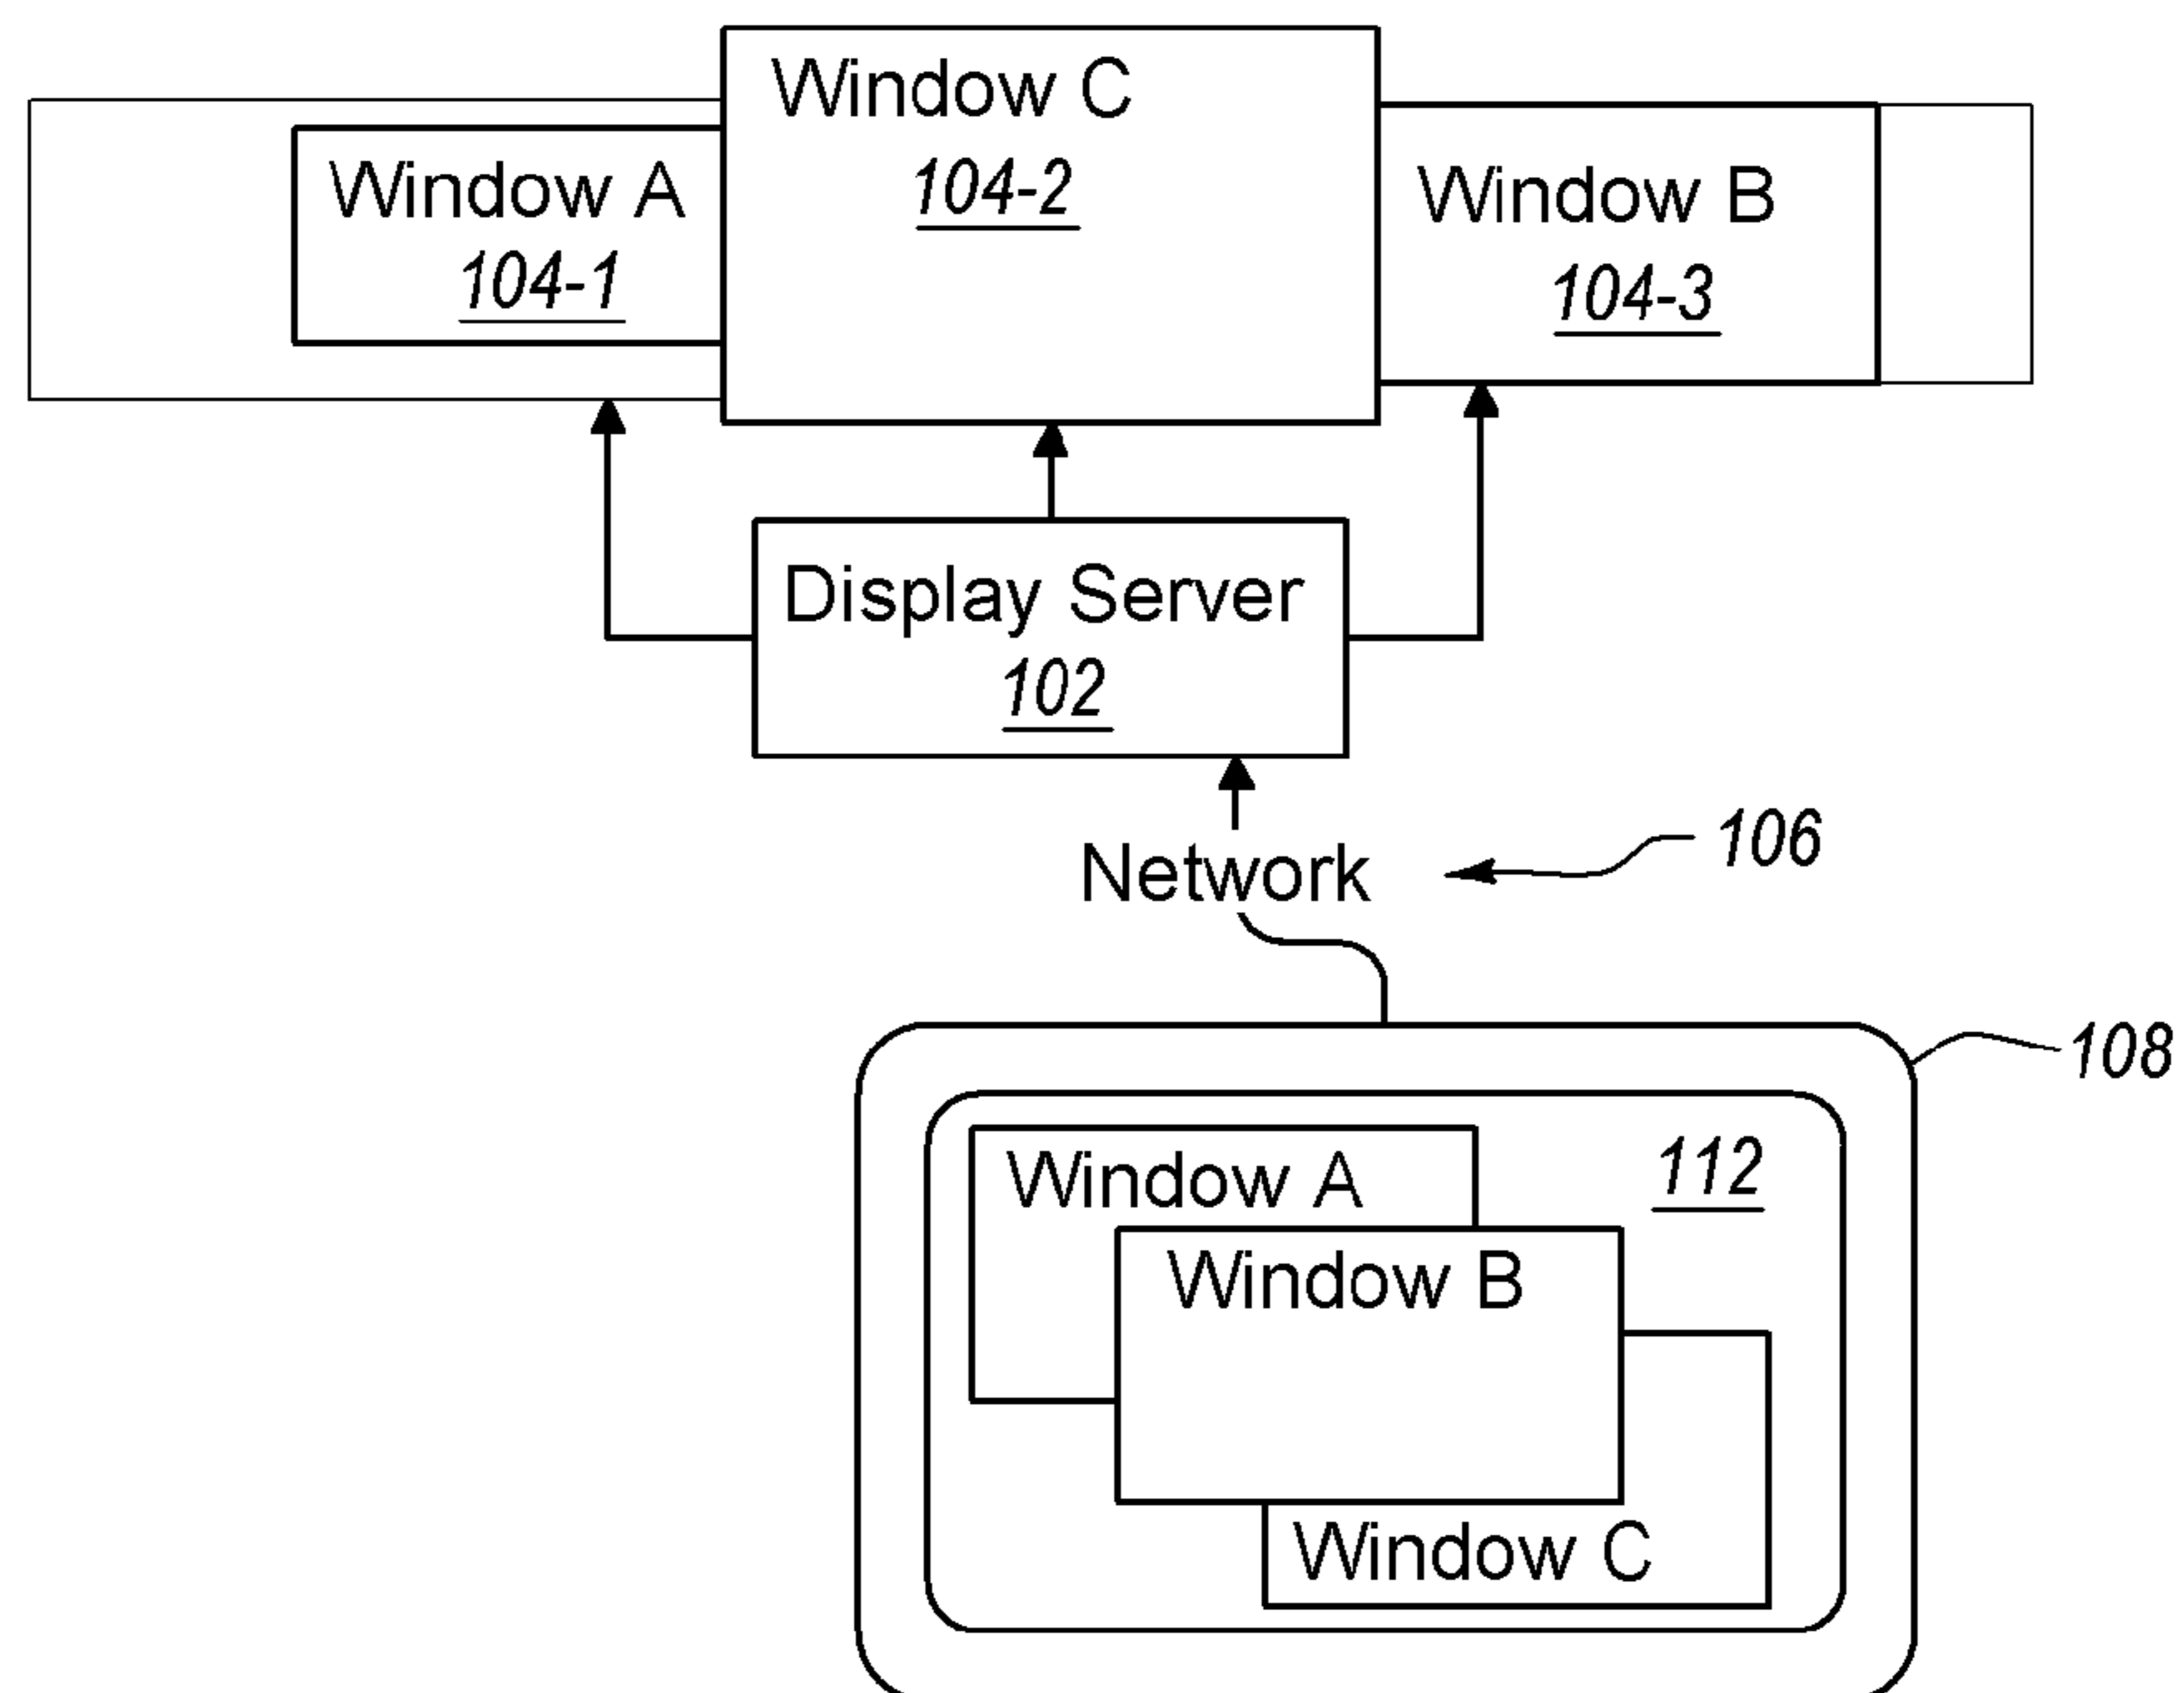 Window C
104-2
Window A
104-1
Window B
104-3
Display Server
102
Network
106
108
112
Window A
Window B
Window C